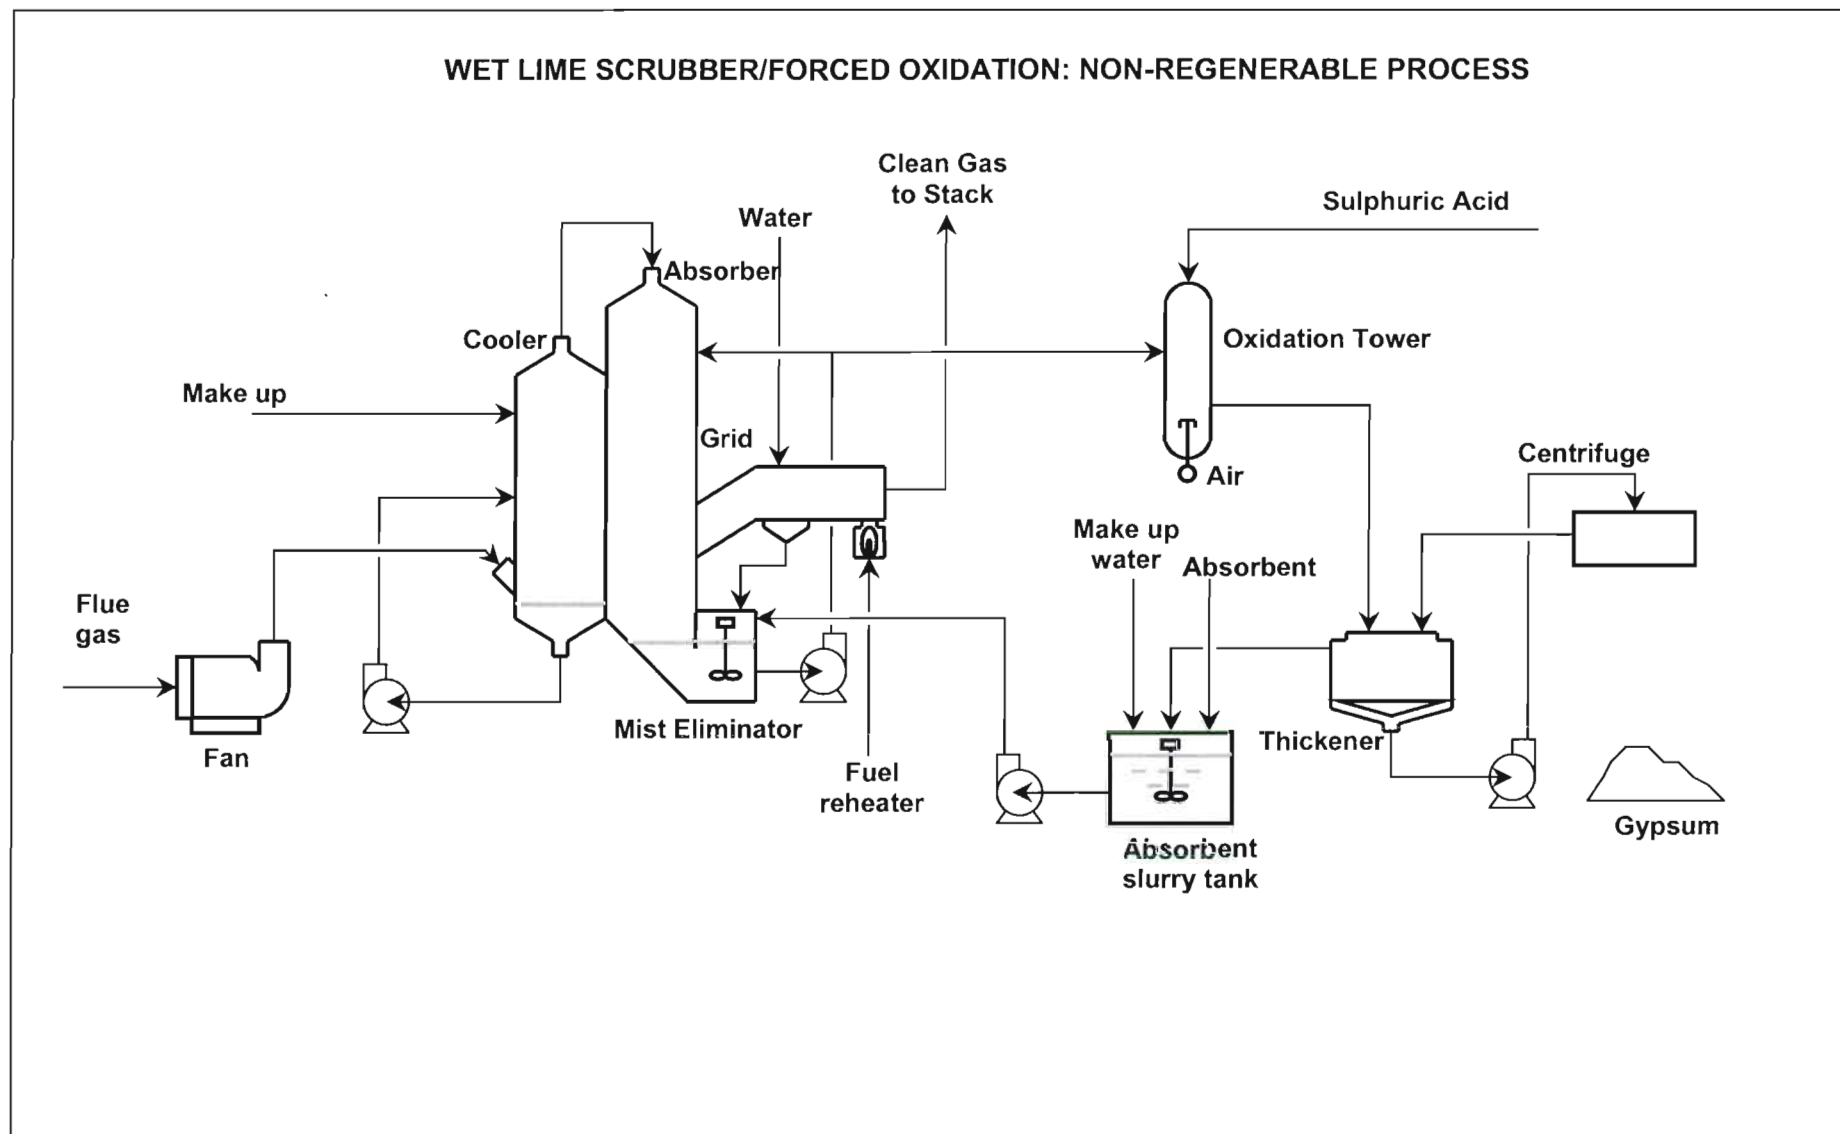 WET LIME SCRUBBER/FORCED OXIDATION: NON-REGENERABLE PROCESS
Clean Gas
to Stack
Sulphuric Acid
Water
Absorber
Cooler
Oxidation Tower
Make up
Grid
Centrifuge
Air
Make up
water
Absorbent
Flue
gas
Mist Eliminator
Thickener
Fan
Fuel
reheater
Gypsum
Absorbent
slurry tank